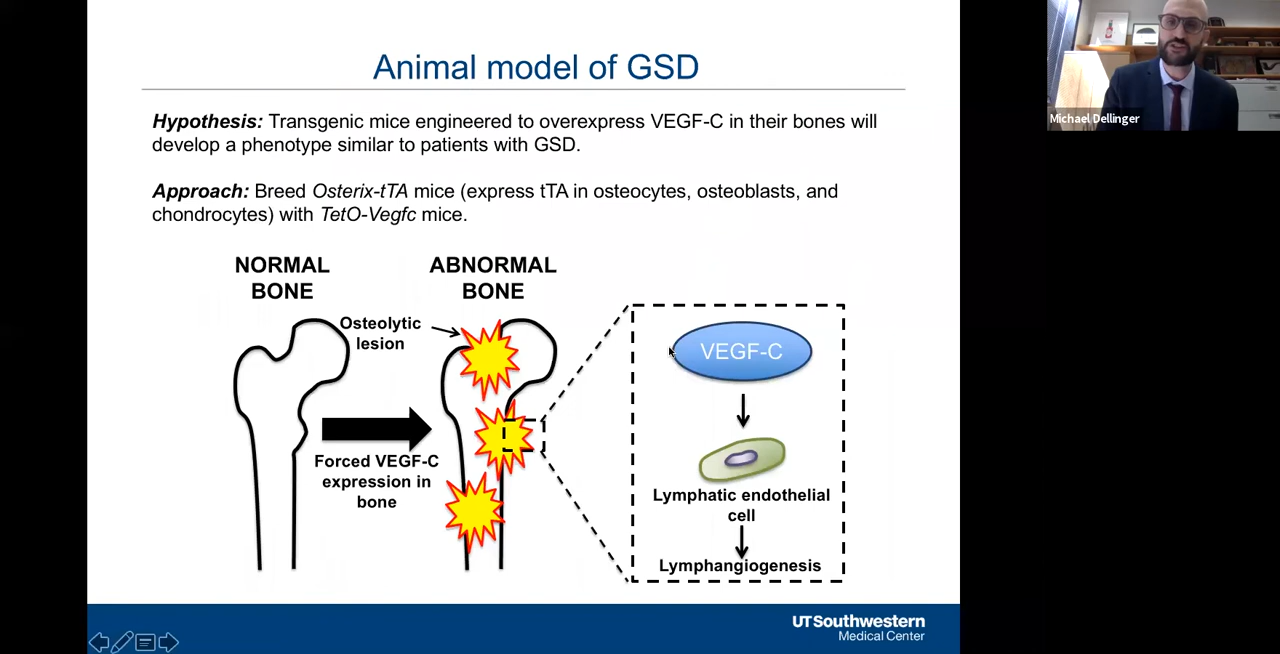 Animal model of GSD
Hypothesis: Transgenic mice engineered to overexpress VEGF-C in their bones will
develop a phenotype similar to patients with GSD.
Approach: Breed Osterix-tTA mice (express tTA in osteocytes, osteoblasts, and
chondrocytes) with TetO-Vegfc mice.
NORMAL
BONE
ABNORMAL
BONE
Osteolytic
lesion
Forced VEGF-C
expression in
bone
VEGF-C
Lymphatic endothelial
cell
Lymphangiogenesis
UTSouthwestern
Medical Center
Michael Dellinger